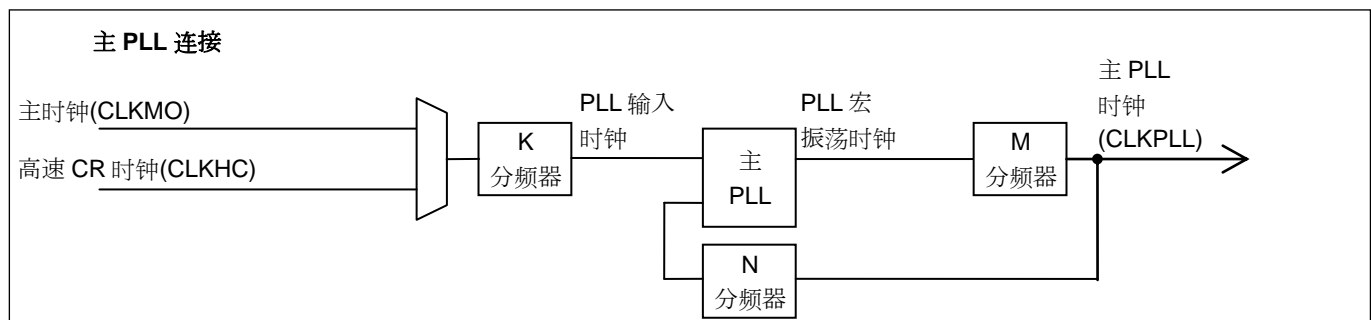 主 PLL 连接
主时钟(CLKMO)
高速 CR 时钟(CLKHC)
K
分频器
PLL 输入
时钟
主
PLL
PLL 宏
振荡时钟
M
分频器
主 PLL
时钟
(CLKPLL)
N
分频器